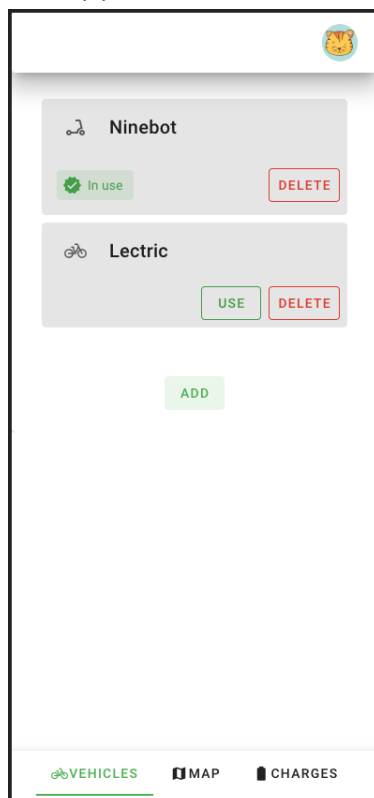 Ninebot
In use
DELETE
Lectric
USE DELETE
ADD
VEHICLES MAP CHARGES